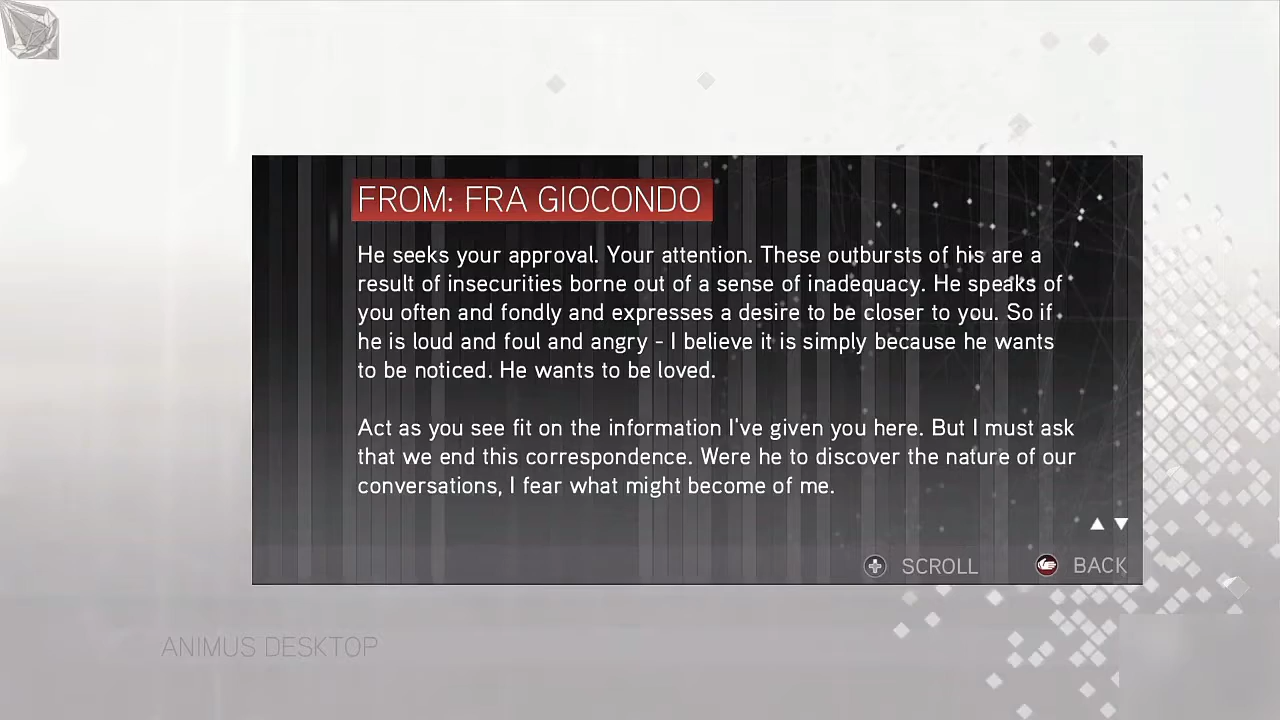 FROM: FRA GIOCONDO
He seeks your approval. Your attention. These outbursts of his are a
result of insecurities borne out of a sense of inadequacy. He speaks of
you often and fondly and expresses a desire to be closer to you. So if
he is loud and foul and angry - I believe it is simply because he wants
to be noticed. He wants to be loved.
Act as you see fit on the information I've given you here. But I must ask
that we end this correspondence. Were he to discover the nature of our
conversations, I fear what might become of me.
SCROLL BACK
ANIMUS DESKTOP